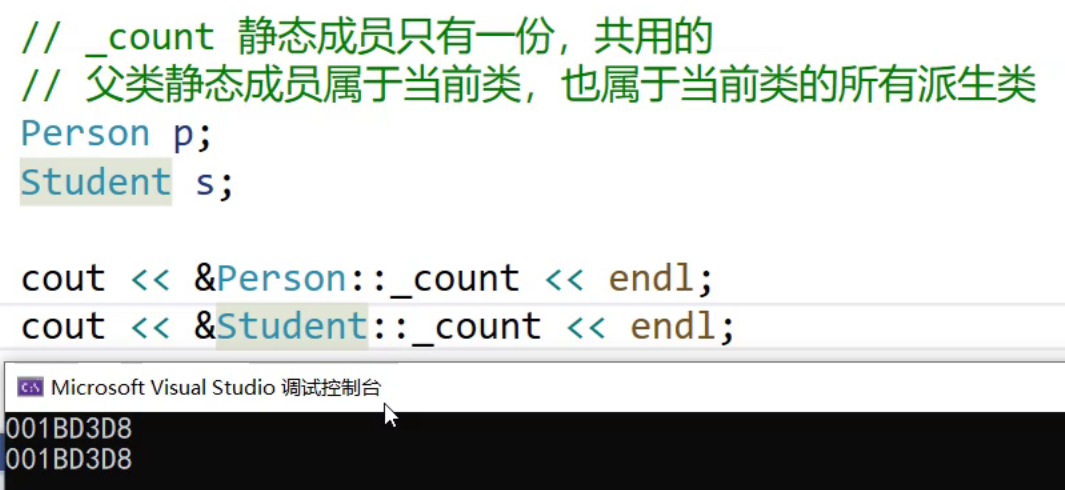 // _count 静态成员只有一份，共用的
// 父类静态成员属于当前类，也属于当前类的所有派生类
Person p;
Student s;
cout << &Person::_count << endl;
cout << &Student::_count << endl;
Microsoft Visual Studio 调试控制台
001BD3D8
001BD3D8